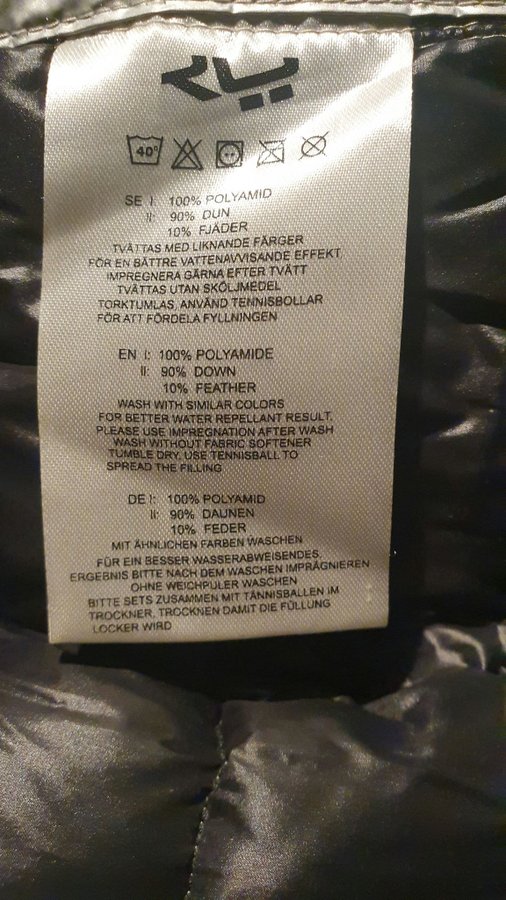 40°
SE I: 100% POLYAMID
II: 90% DUN
10% FJÄDER
TVÄTTAS MED LIKNANDE FÄRGER
FÖR EN BÄTTRE VATTENAVVISANDE EFFEKT,
IMPREGNERA GÄRNA EFTER TVÄTT
TVÄTTAS UTAN SKÖLJMEDEL
TORKTUMLAS, ANVÄND TENNISBOLLAR
FÖR ATT FÖRDELA FYLLNINGEN
EN I: 100% POLYAMIDE
II: 90% DOWN
10% FEATHER
WASH WITH SIMILAR COLORS
FOR BETTER WATER REPELLANT RESULT,
PLEASE USE IMPREGNATION AFTER WASH
WASH WITHOUT FABRIC SOFTENER
TUMBLE DRY, USE TENNISBALL TO
SPREAD THE FILLING
DE I: 100% POLYAMID
II: 90% DAUNEN
10% FEDER
MIT ÄHNLICHEN FARBEN WASCHEN
FÜR EIN BESSER WASSERABWEISENDES,
ERGEBNIS BITTE NACH DEM WASCHEN IMPRÄGNIEREN
OHNE WEICHPULER WASCHEN
BITTE SETS ZUSAMMEN MIT TÄNNISBALLEN IM
TROCKNER, TROCKNEN DAMIT DIE FÜLLUNG
LOCKER WIRD